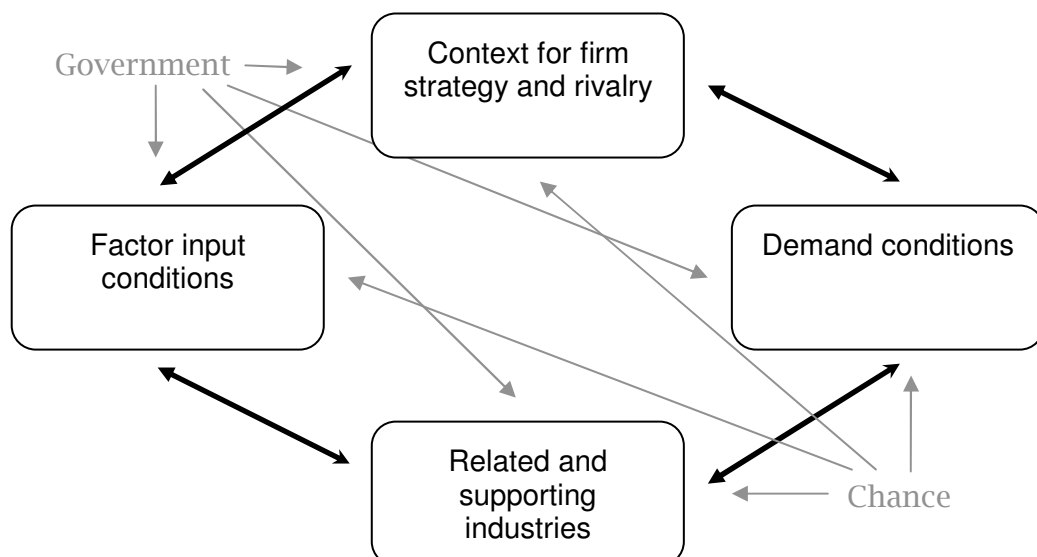 Context for firm
strategy and rivalry
Government
Factor input
conditions
Demand conditions
Related and
supporting
industries
Chance